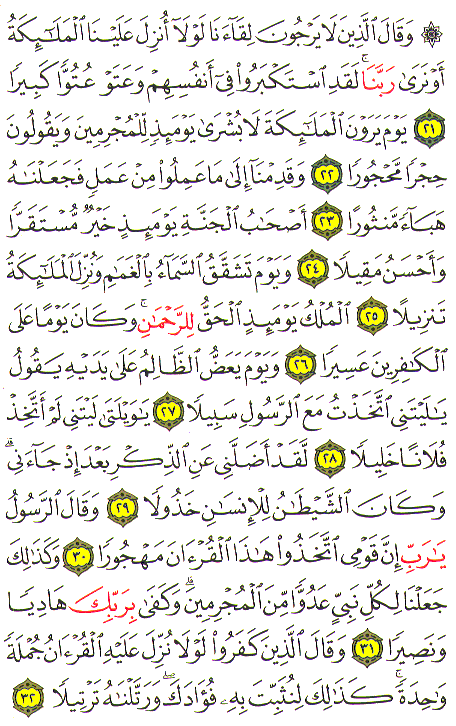 ۞ وَقَالَ ٱلَّذِينَ لَا يَرْجُونَ لِقَآءَنَا لَوْلَآ أُنزِلَ عَلَيْنَا ٱلْمَلَـٰٓئِكَةُ
أَوْ نَرَىٰ رَبَّنَا ۗ لَقَدِ ٱسْتَكْبَرُوا۟ فِىٓ أَنفُسِهِمْ وَعَتَوْ عُتُوًّا كَبِيرًا
٢١ يَوْمَ يَرَوْنَ ٱلْمَلَـٰٓئِكَةَ لَا بُشْرَىٰ يَوْمَئِذٍ لِّلْمُجْرِمِينَ وَيَقُولُونَ
حِجْرًا مَّحْجُورًا ٢٢ وَقَدِمْنَآ إِلَىٰ مَا عَمِلُوا۟ مِنْ عَمَلٍ فَجَعَلْنَـٰهُ
هَبَآءً مَّنثُورًا ٢٣ أَصْحَـٰبُ ٱلْجَنَّةِ يَوْمَئِذٍ خَيْرٌ مُّسْتَقَرًّا
وَأَحْسَنُ مَقِيلًا ٢٤ وَيَوْمَ تَشَقَّقُ ٱلسَّمَآءُ بِٱلْغَمَـٰمِ وَنُزِّلَ ٱلْمَلَـٰٓئِكَةُ
تَنزِيلًا ٢٥ ٱلْمُلْكُ يَوْمَئِذٍ ٱلْحَقُّ لِلرَّحْمَـٰنِ ۚ وَكَانَ يَوْمًا عَلَى
ٱلْكَـٰفِرِينَ عَسِيرًا ٢٦ وَيَوْمَ يَعَضُّ ٱلظَّالِمُ عَلَىٰ يَدَيْهِ يَقُولُ
يَـٰلَيْتَنِى ٱتَّخَذْتُ مَعَ ٱلرَّسُولِ سَبِيلًا ٢٧ يَـٰوَيْلَتَىٰ لَيْتَنِى لَمْ أَتَّخِذْ
فُلَانًا خَلِيلًا ٢٨ لَّقَدْ أَضَلَّنِى عَنِ ٱلذِّكْرِ بَعْدَ إِذْ جَآءَنِى ۗ
وَكَانَ ٱلشَّيْطَـٰنُ لِلْإِنسَـٰنِ خَذُولًا ٢٩ وَقَالَ ٱلرَّسُولُ
يَـٰرَبِّ إِنَّ قَوْمِى ٱتَّخَذُوا۟ هَـٰذَا ٱلْقُرْءَانَ مَهْجُورًا ٣٠ وَكَذَٰلِكَ
جَعَلْنَا لِكُلِّ نَبِىٍّ عَدُوًّا مِّنَ ٱلْمُجْرِمِينَ ۗ وَكَفَىٰ بِرَبِّكَ هَادِيًا
وَنَصِيرًا ٣١ وَقَالَ ٱلَّذِينَ كَفَرُوا۟ لَوْلَا نُزِّلَ عَلَيْهِ ٱلْقُرْءَانُ جُمْلَةً
وَٰحِدَةً ۚ كَذَٰلِكَ لِنُثَبِّتَ بِهِۦ فُؤَادَكَ ۖ وَرَتَّلْنَـٰهُ تَرْتِيلًا ٣٢